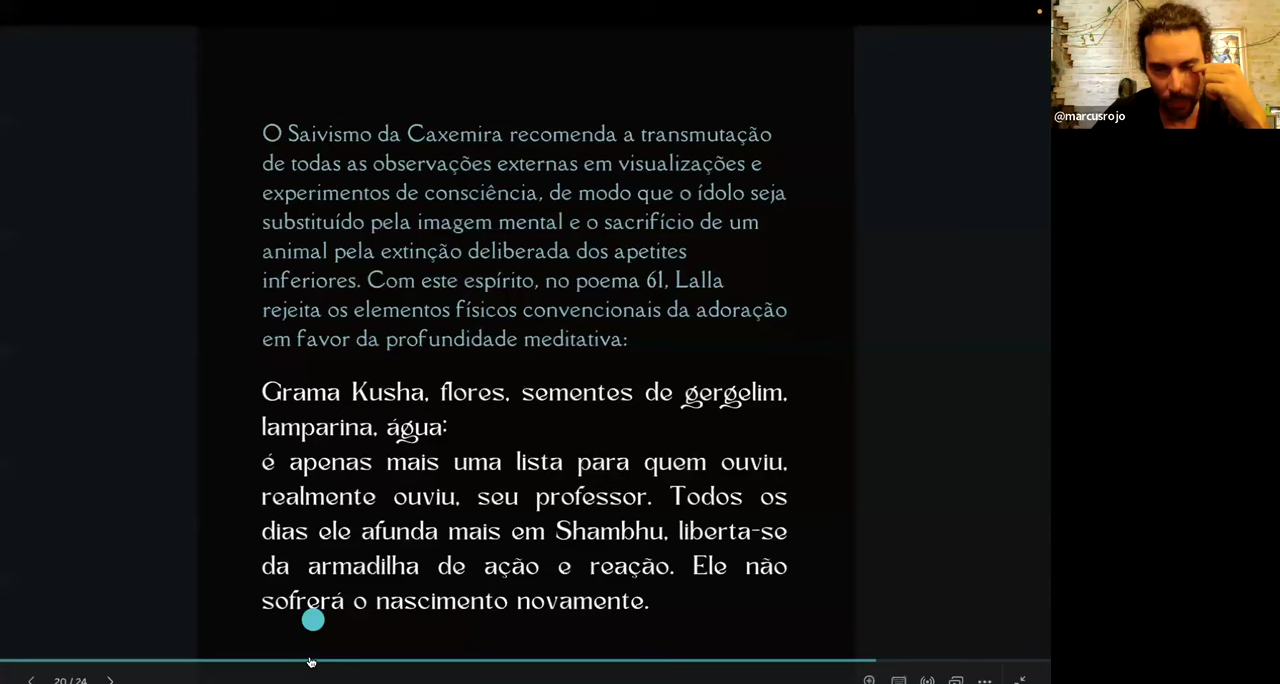 @marcusrojo
O Saivismo da Caxemira recomenda a transmutação
de todas as observações externas em visualizações e
experimentos de consciência, de modo que o ídolo seja
substituído pela imagem mental e o sacrifício de um
animal pela extinção deliberada dos apetites
inferiores. Com este espírito, no poema 61, Lalla
rejeita os elementos físicos convencionais da adoração
em favor da profundidade meditativa:
Grama Kusha, flores, sementes de gergelim,
lamparina, água:
é apenas mais uma lista para quem ouviu,
realmente ouviu, seu professor. Todos os
dias ele afunda mais em Shambhu, liberta-se
da armadilha de ação e reação. Ele não
sofrerá o nascimento novamente.
20 / 24